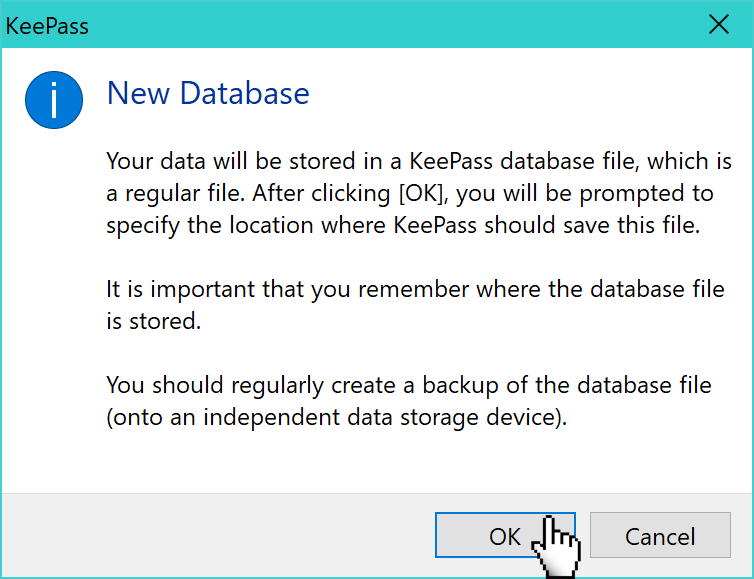 KeePass
New Database
Your data will be stored in a KeePass database file, which is
a regular file. After clicking [OK], you will be prompted to
specify the location where KeePass should save this file.
It is important that you remember where the database file
is stored.
You should regularly create a backup of the database file
(onto an independent data storage device).
OK
Cancel